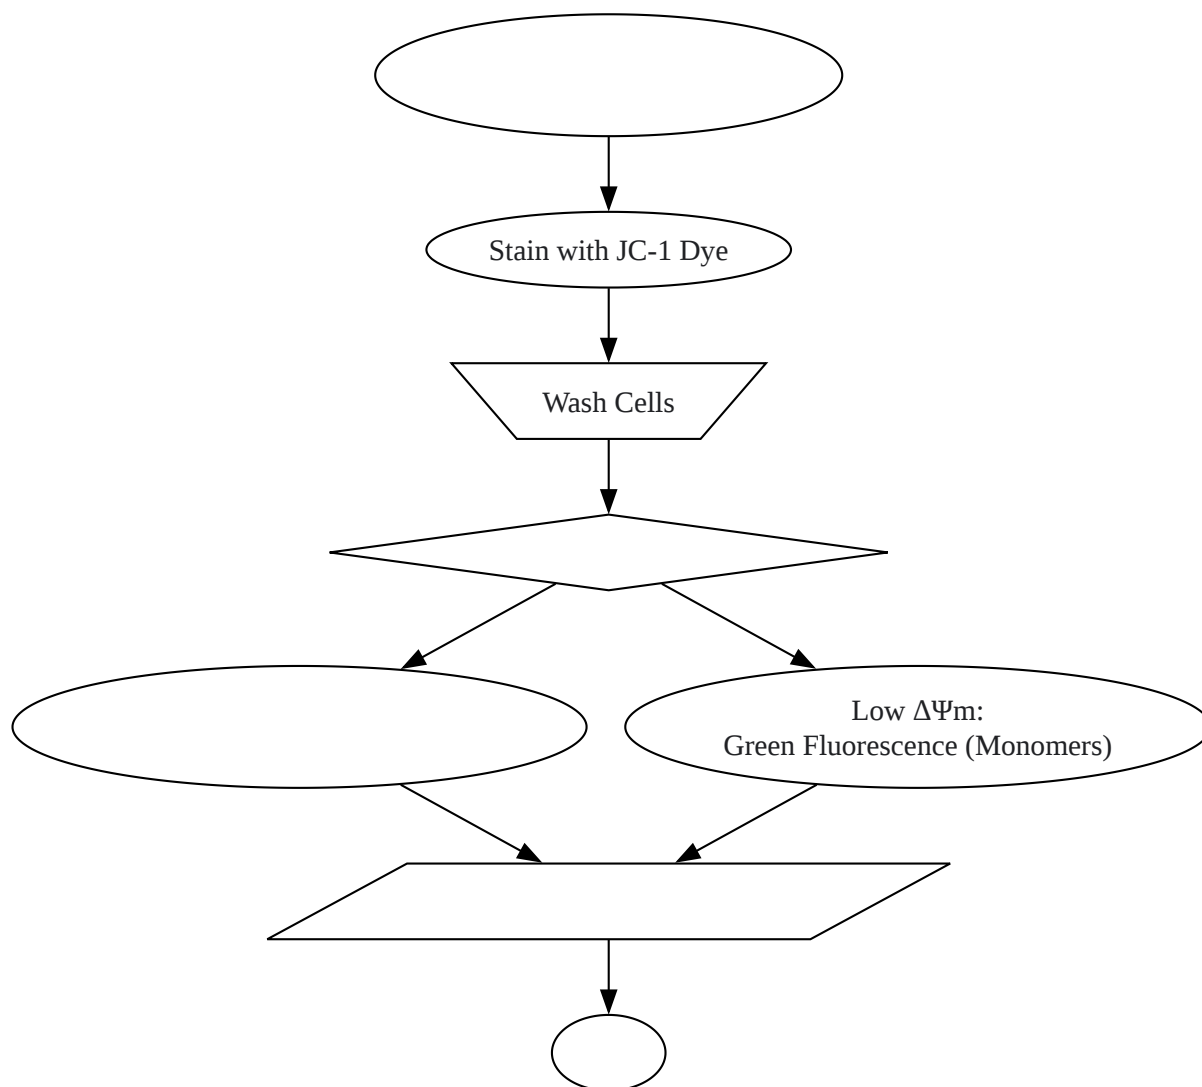 Stain with JC-1 Dye
Wash Cells
Low ΔΨm:
Green Fluorescence (Monomers)